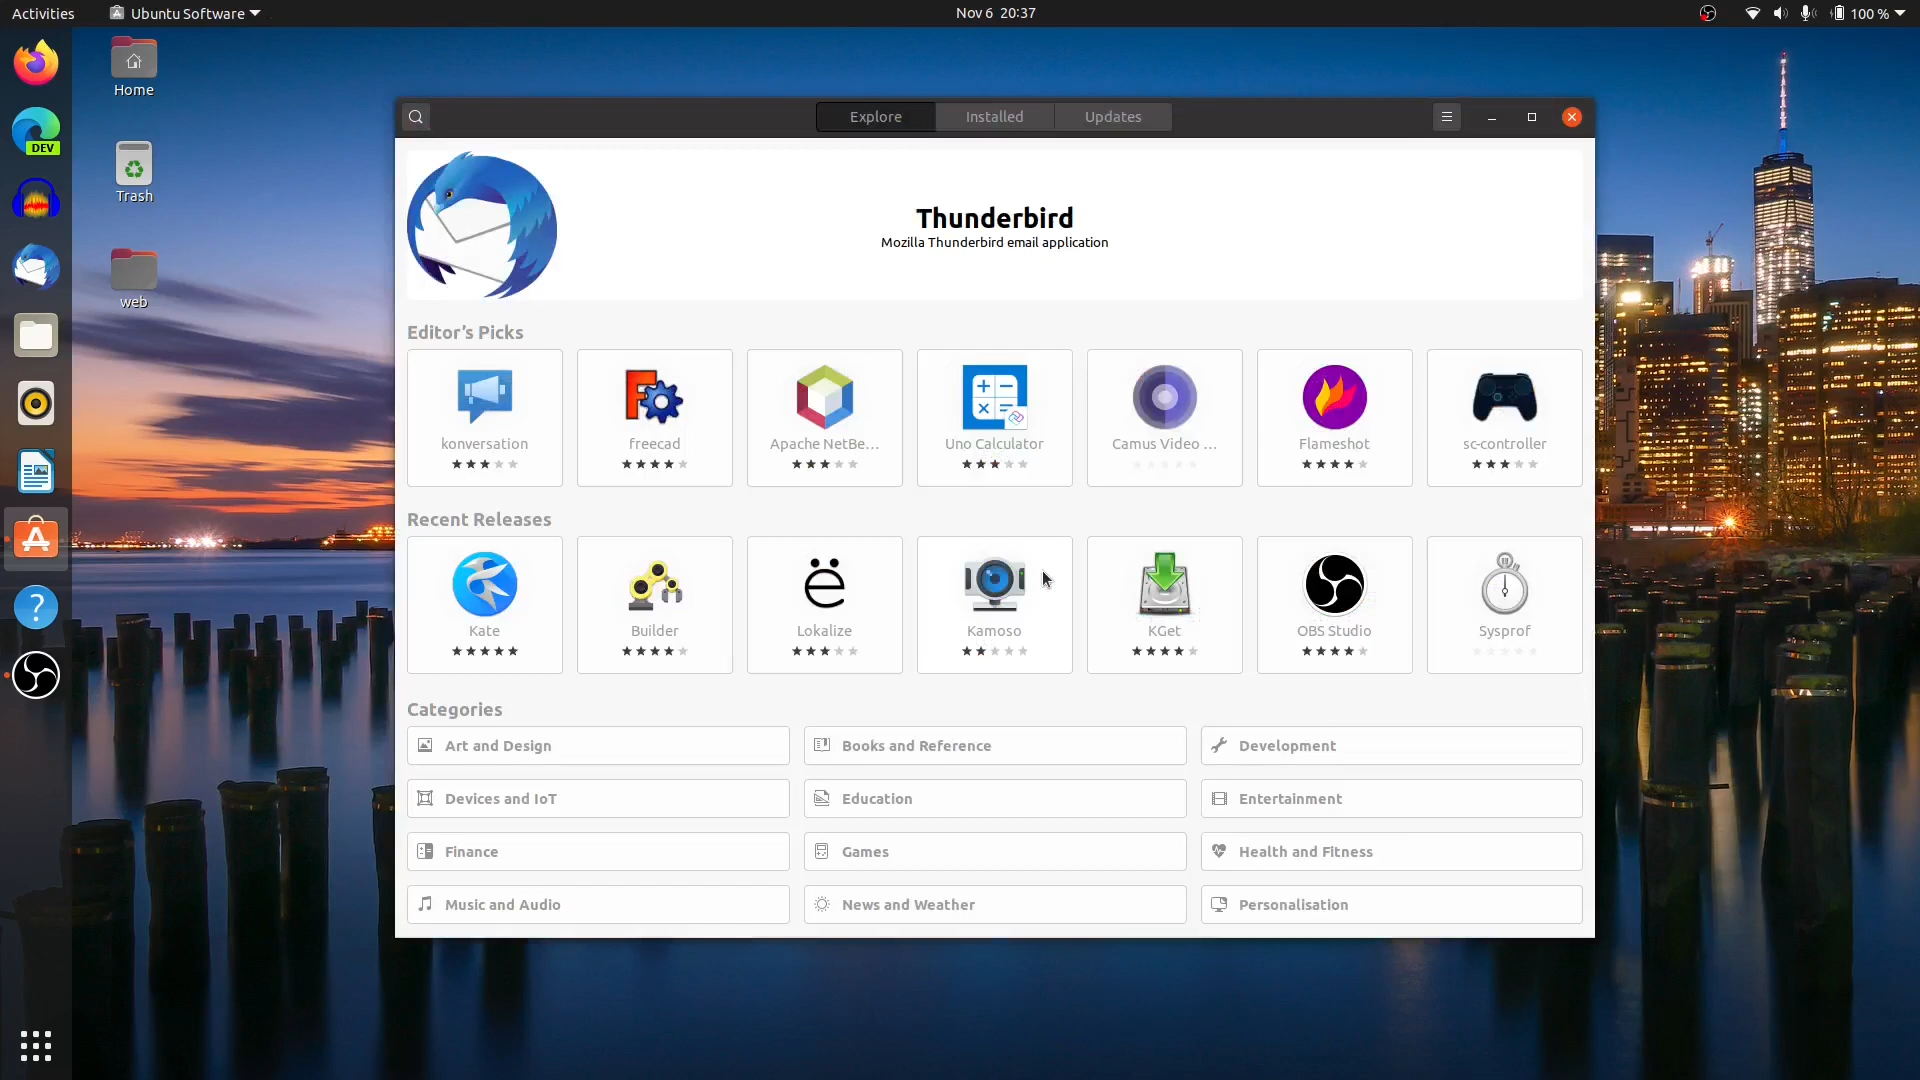 Activities
Ubuntu Software
Nov 6 20:37
100 %
Home
DEV
Trash
web
Explore
Installed
Updates
Thunderbird
Mozilla Thunderbird email application
Editor’s Picks
konversation
freecad
Apache NetBe…
Uno Calculator
Camus Video …
Flameshot
sc-controller
Recent Releases
Kate
Builder
ë
Lokalize
Kamoso
KGet
OBS Studio
Sysprof
Categories
Art and Design
Books and Reference
Development
Devices and IoT
Education
Entertainment
Finance
Games
Health and Fitness
Music and Audio
News and Weather
Personalisation